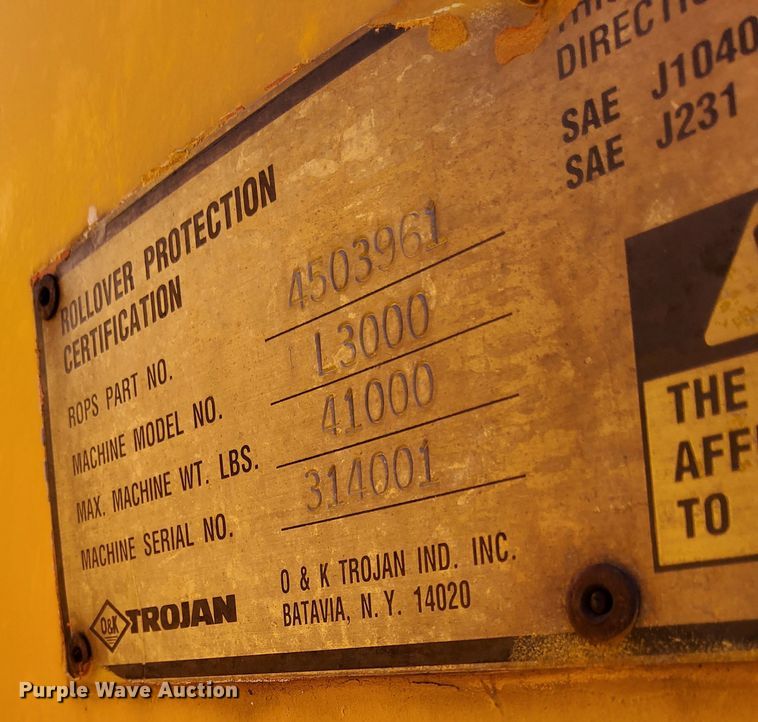 ROLLOVER PROTECTION
CERTIFICATION
ROPS PART NO. 4503961
MACHINE MODEL NO. L3000
MAX. MACHINE WT. LBS. 41000
MACHINE SERIAL NO. 314001
O&K TROJAN
O & K TROJAN IND. INC.
BATAVIA, N.Y. 14020
SAE J1040
SAE J231
THE
AFF
TO
Purple Wave Auction